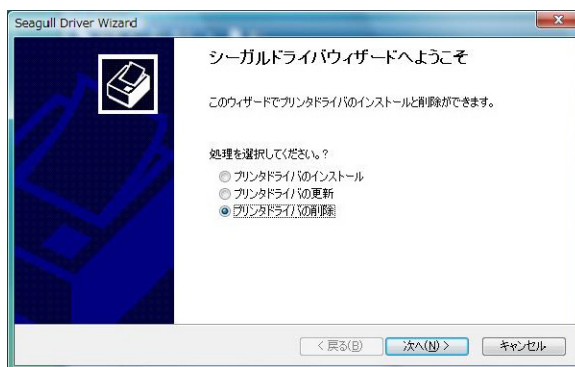 Seagull Driver Wizard
シーガルドライバウィザードへようこそ
このウィザードでプリンタドライバのインストールと削除ができます。
処理を選択してください。?
プリンタドライバのインストール
プリンタドライバの更新
プリンタドライバの削除
< 戻る(B)
次へ(N) >
キャンセル